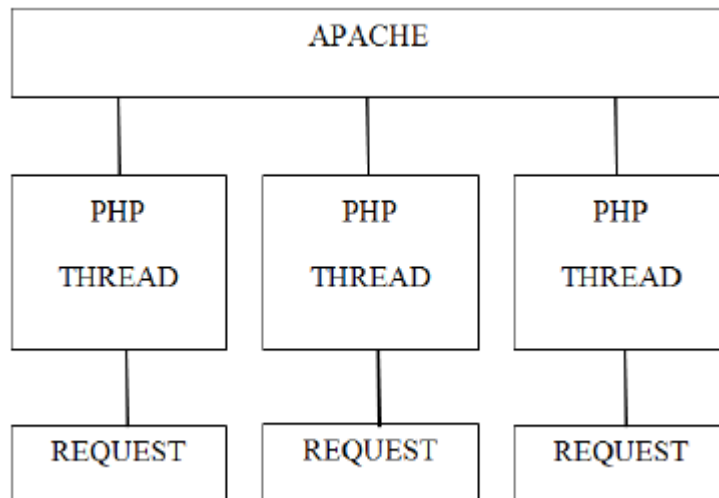 APACHE
PHP
THREAD
PHP
THREAD
PHP
THREAD
REQUEST
REQUEST
REQUEST